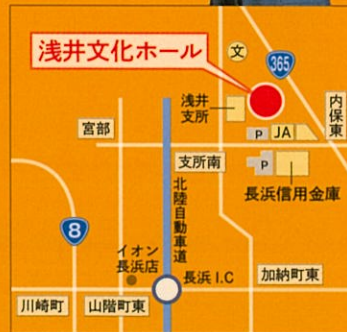 浅井文化ホール
文
365
浅井
支所
内保東
P
JA
宮部
支所南
P
長浜信用金庫
北陸自動車道
8
イオン
長浜店
長浜I.C
加納町東
川崎町
山階町東